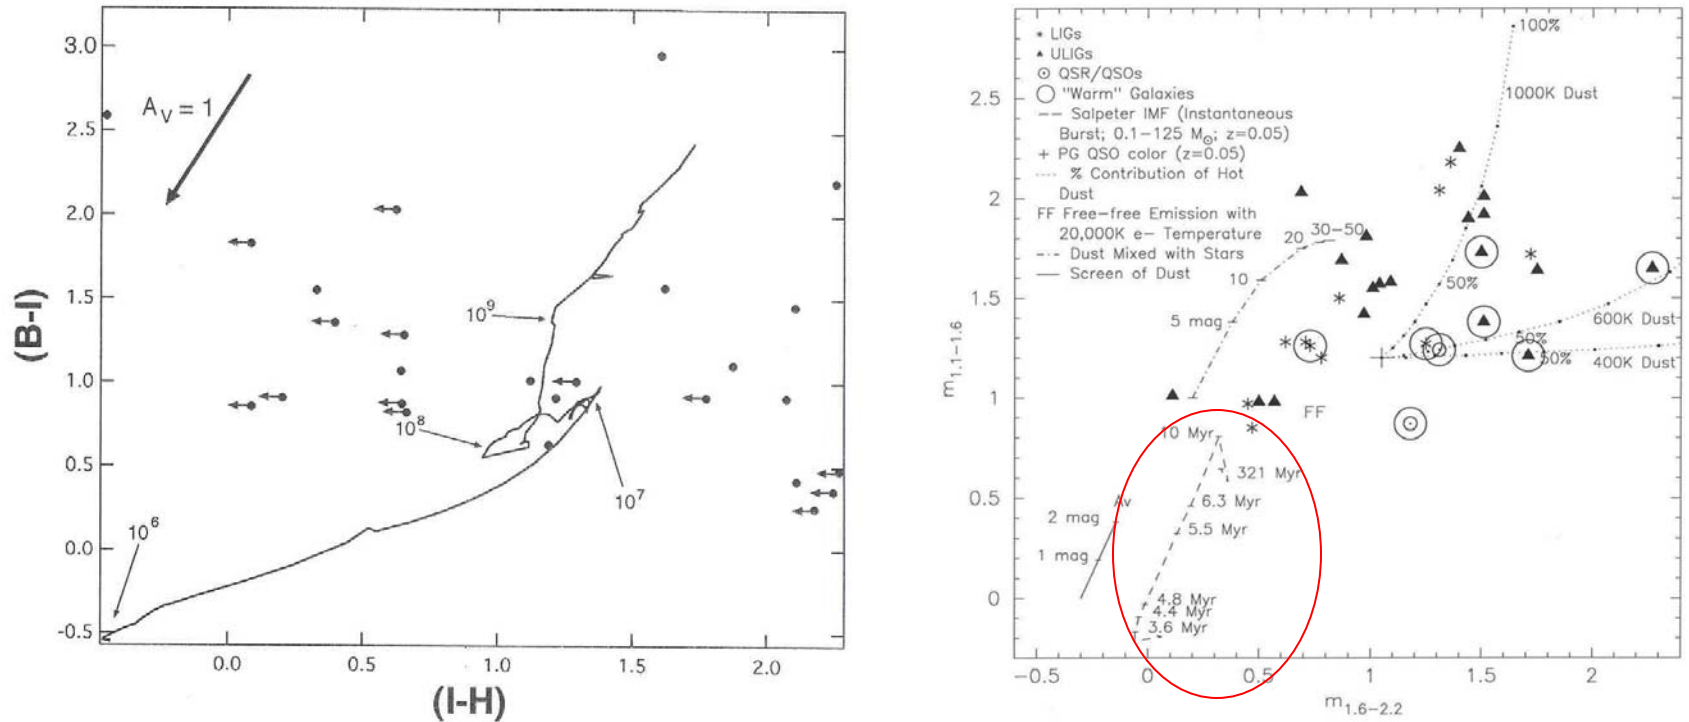 3.0
2.5
2.0
1.5
1.0
0.5
0.0
-0.5
(B-I)
A_V = 1
10^9
10^8
10^7
10^6
0.0 0.5 1.0 1.5 2.0
(I-H)
* LIGs
▲ ULIGs
⊙ QSR/QSOs
◯ "Warm" Galaxies
–– Salpeter IMF (Instantaneous
Burst; 0.1–125 M⊙; z=0.05)
+ PG QSO color (z=0.05)
···· % Contribution of Hot
Dust
FF Free-free Emission with
20,000K e- Temperature
–·–· Dust Mixed with Stars
— Screen of Dust
100%
1000K Dust
50%
600K Dust
50%
50%
400K Dust
30-50
20
10
5 mag
FF
10 Myr
321 Myr
6.3 Myr
5.5 Myr
4.8 Myr
4.4 Myr
3.6 Myr
Av
2 mag
1 mag
2.5
2
1.5
1
0.5
0
m_1.1-1.6
-0.5 0 0.5 1 1.5 2
m_1.6-2.2